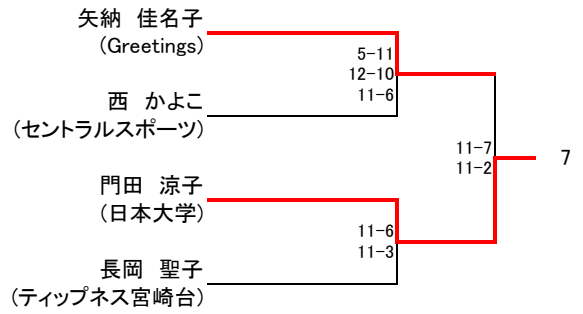 矢納　佳名子
(Greetings)
5-11
12-10
11-6
西　かよこ
(セントラルスポーツ)
11-7
11-2
7
門田　涼子
(日本大学)
11-6
11-3
長岡　聖子
(ティップネス宮崎台)